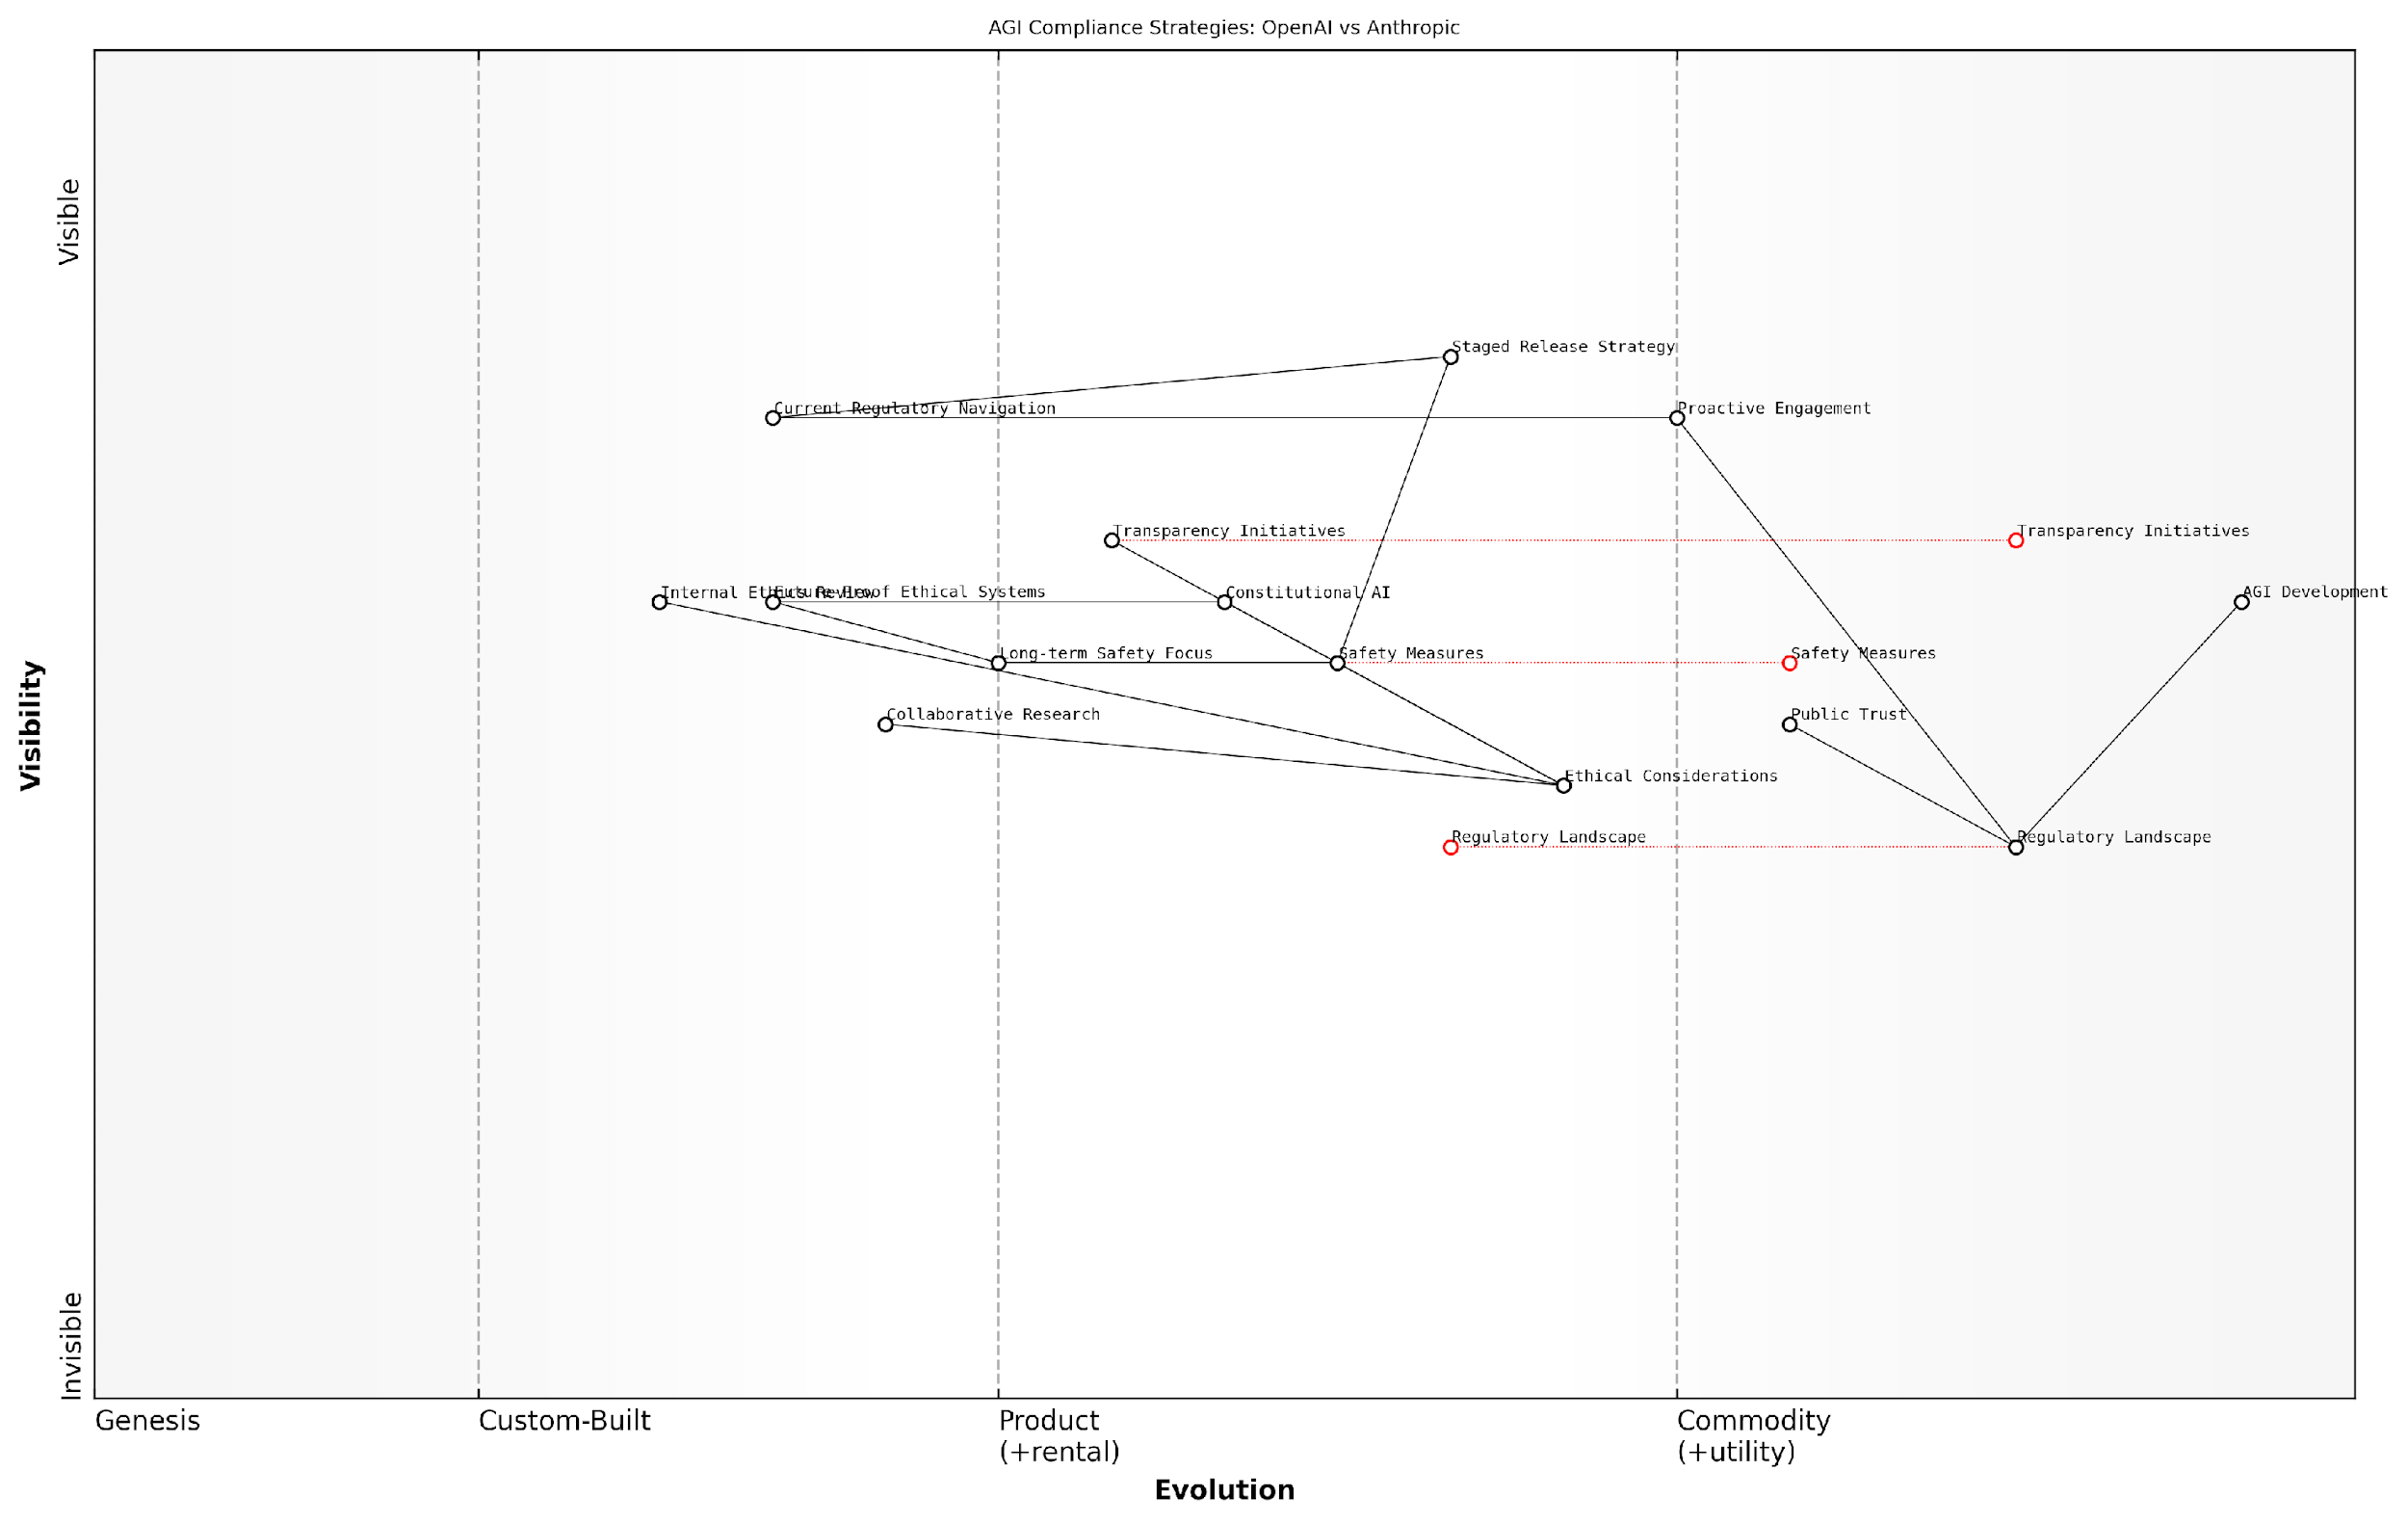 AGI Compliance Strategies: OpenAI vs Anthropic
Visible
Staged Release Strategy
Current Regulatory Navigation
Proactive Engagement
Transparency Initiatives
Transparency Initiatives
Internal Ethics Review
Future-Proof Ethical Systems
Constitutional AI
AGI Development
Long-term Safety Focus
Safety Measures
Safety Measures
Visibility
Collaborative Research
Public Trust
Ethical Considerations
Regulatory Landscape
Regulatory Landscape
Invisible
Genesis
Custom-Built
Product
(+rental)
Commodity
(+utility)
Evolution